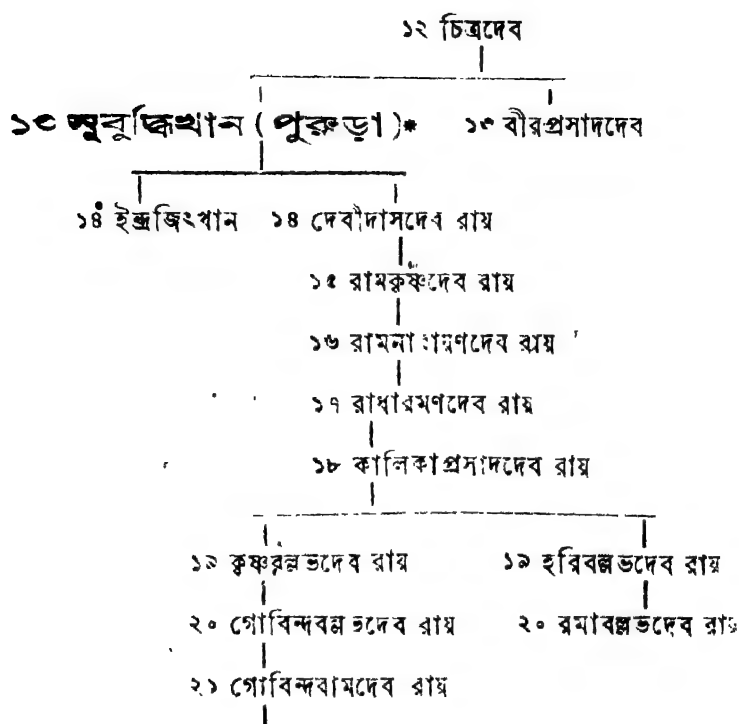 ১২ চিত্রদেব
১৩ সুবুদ্ধিখান (পুরুড়া)* ১৩ বীরপ্রসাদদেব
১৪ ইন্দ্রজিৎখান ১৪ দেবীদাসদেব রায়
১৫ রামকৃষ্ণদেব রায়
১৬ রামনারায়ণদেব রায়
১৭ রাধারমণদেব রায়
১৮ কালিকাপ্রসাদদেব রায়
১৯ কৃষ্ণবল্লভদেব রায় ১৯ হরিবল্লভদেব রায়
২০ গোবিন্দবল্লভদেব রায় ২০ রমাবল্লভদেব রায়
২১ গোবিন্দরামদেব রায়